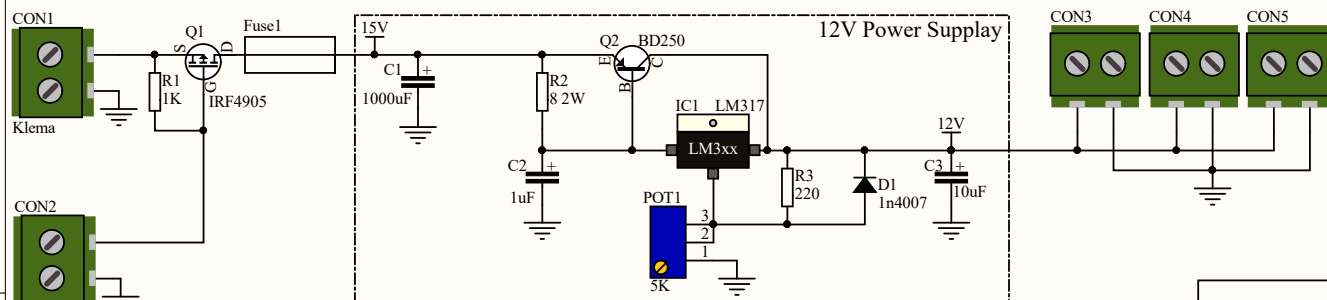 CON1
Klema
Q1
S
D
G
IRF4905
R1
1K
CON2
Fuse1
15V
C1
+
1000uF
12V Power Supplay
Q2
BD250
E
C
B
R2
8 2W
C2
+
1uF
IC1
LM317
LM3xx
POT1
3
2
1
5K
R3
220
D1
1n4007
12V
C3
+
10uF
CON3
CON4
CON5